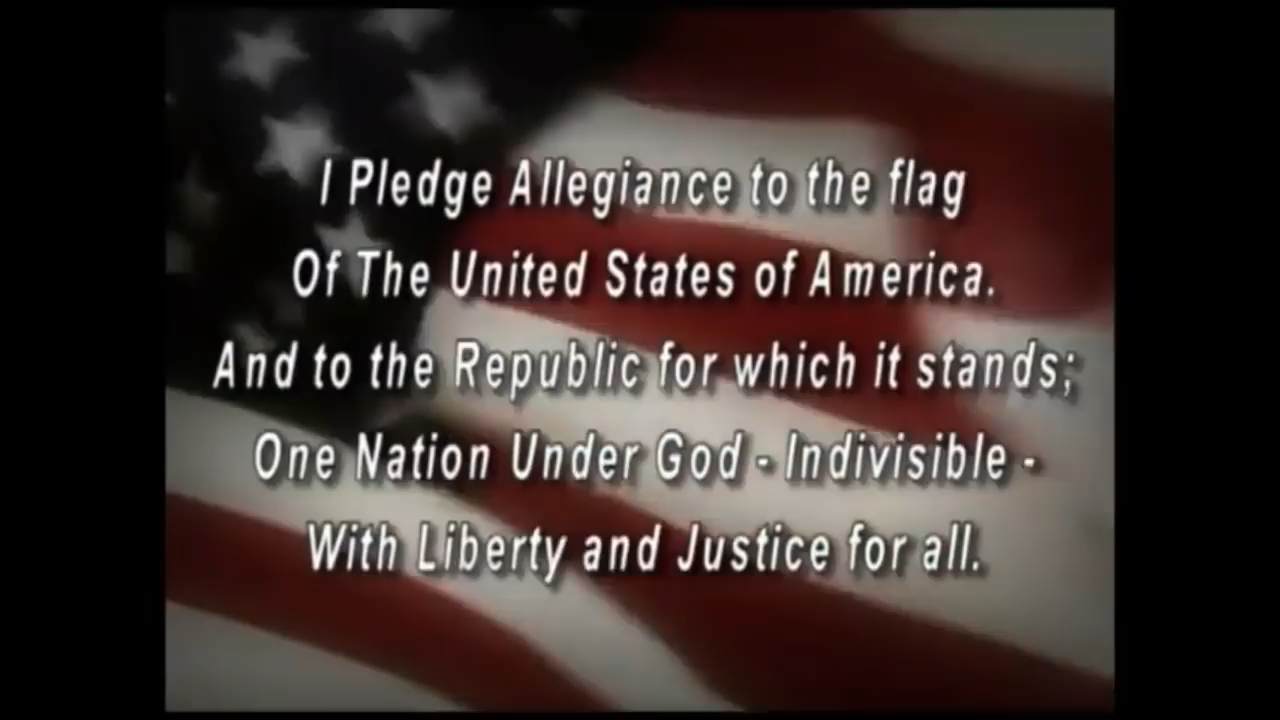 I Pledge Allegiance to the flag
Of The United States of America.
And to the Republic for which it stands;
One Nation Under God - Indivisible -
With Liberty and Justice for all.